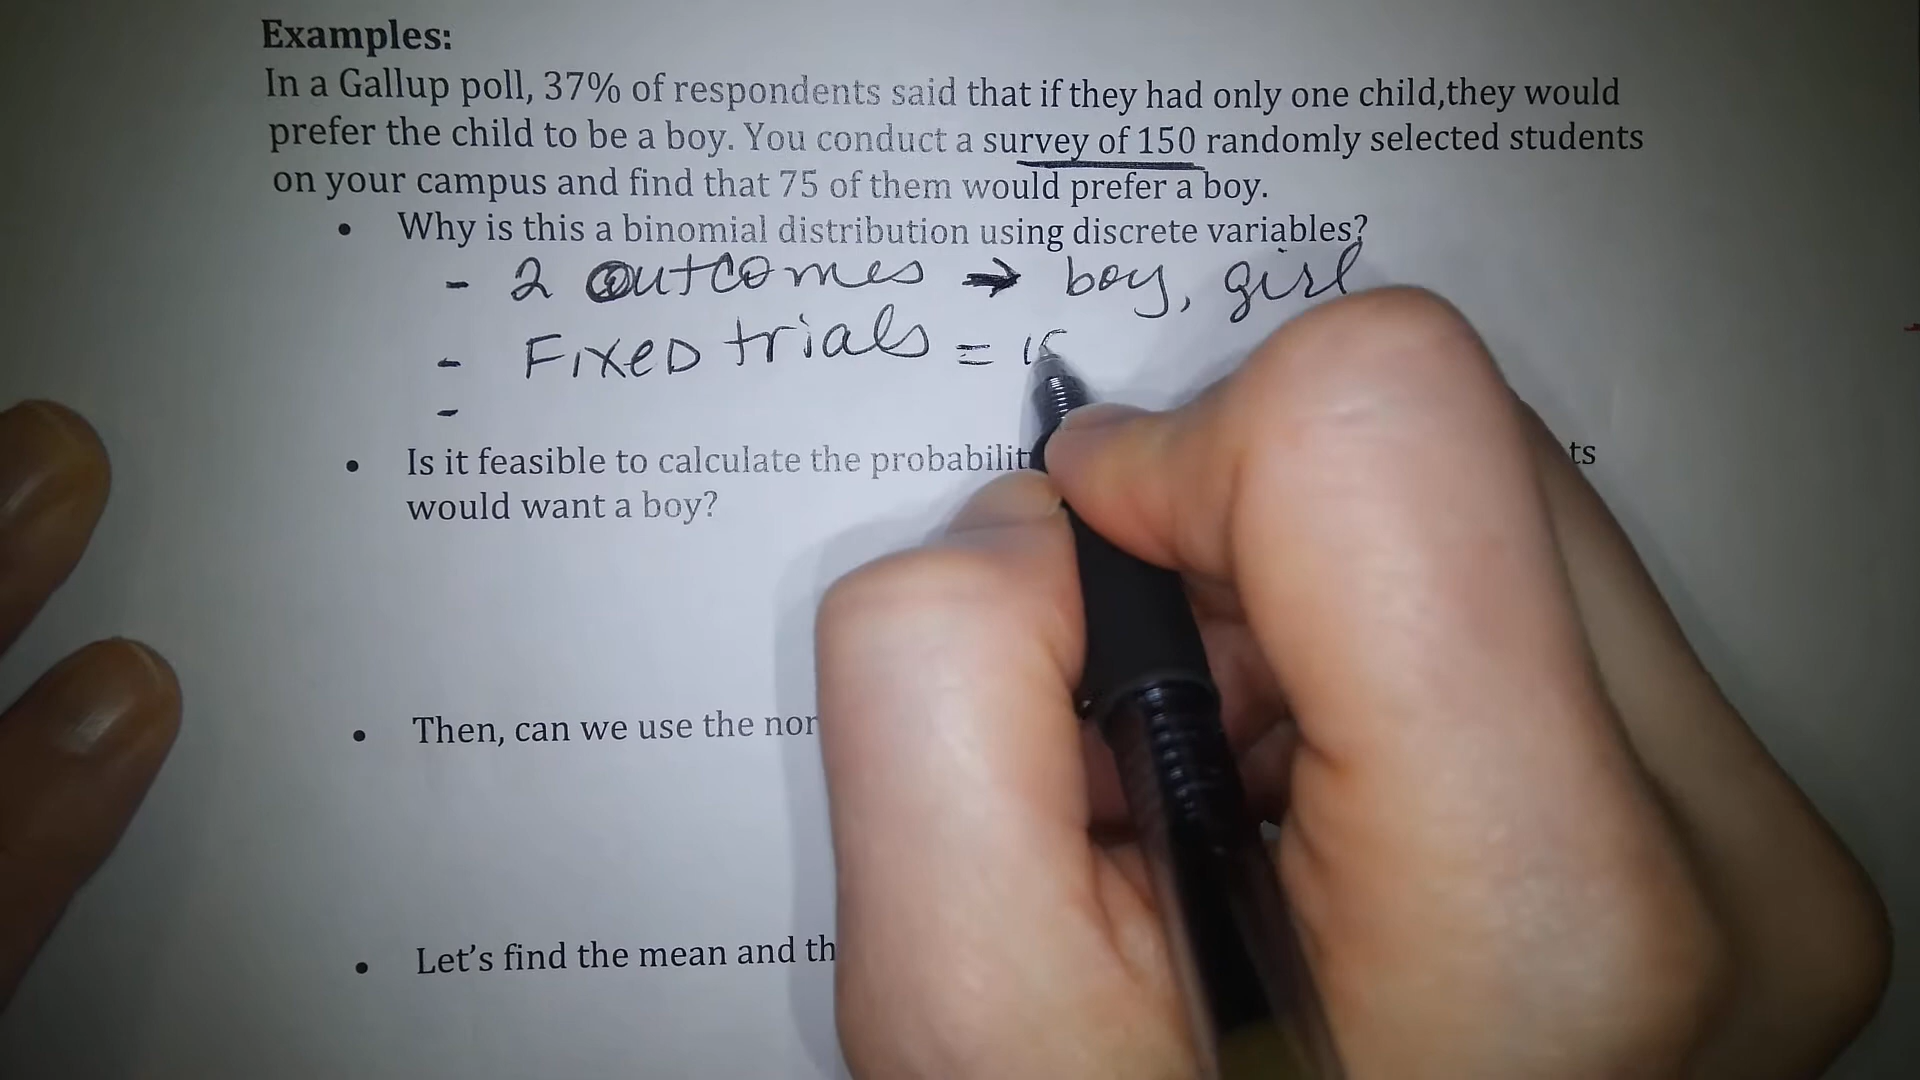 Examples:
In a Gallup poll, 37% of respondents said that if they had only one child,they would
prefer the child to be a boy. You conduct a survey of 150 randomly selected students
on your campus and find that 75 of them would prefer a boy.
• Why is this a binomial distribution using discrete variables?
- 2 outcomes → boy, girl
- Fixed trials = 15
-
• Is it feasible to calculate the ts
would want a boy?
• Then, can we use the
• Let's find the mean and